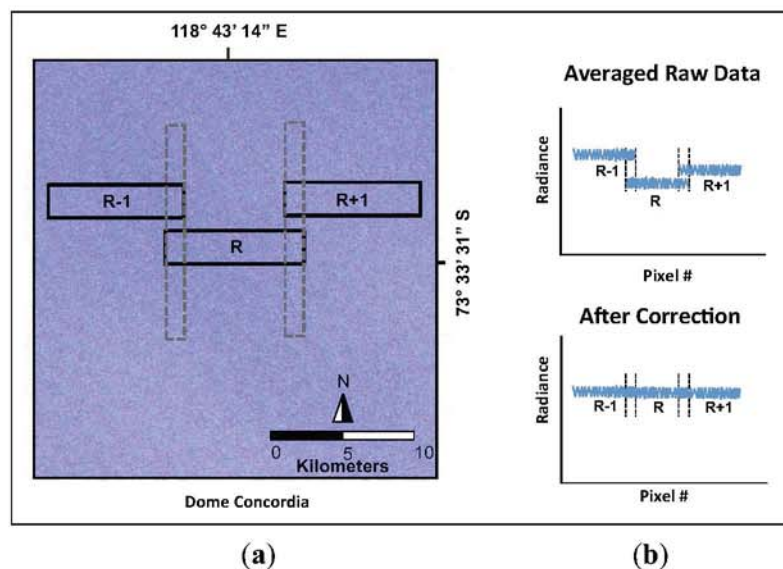 118° 43’ 14” E
R-1
R+1
R
73° 33’ 31” S
N
0 5 10
Kilometers
Dome Concordia
(a)
Averaged Raw Data
Radiance
R-1
R
R+1
Pixel #
After Correction
Radiance
R-1 R R+1
Pixel #
(b)